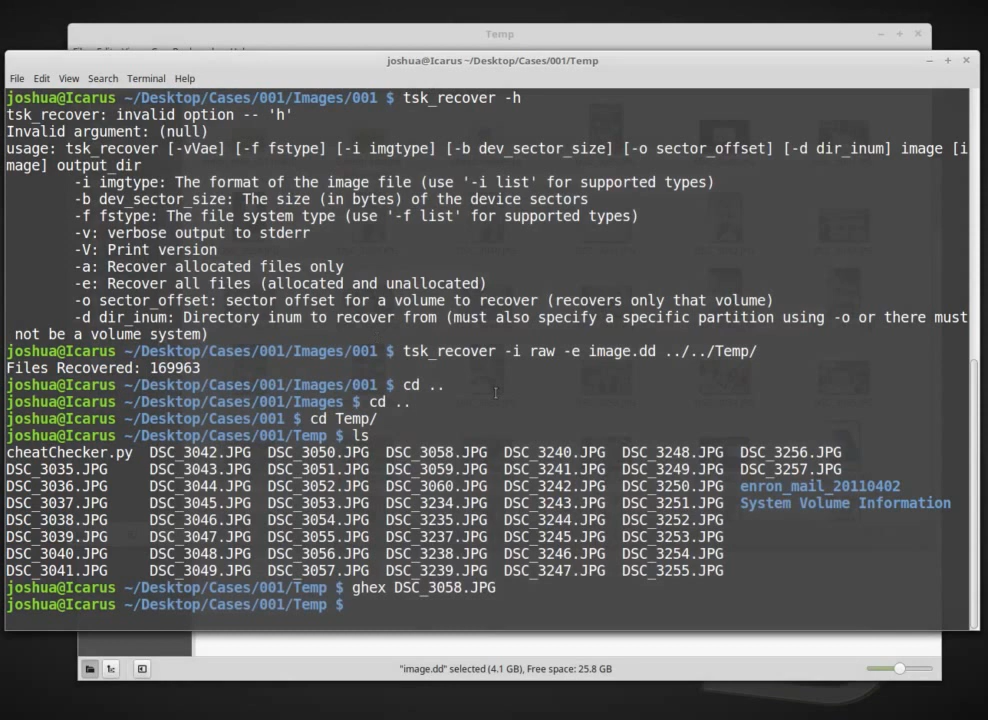 Temp
joshua@Icarus ~/Desktop/Cases/001/Temp
File Edit View Search Terminal Help
joshua@Icarus ~/Desktop/Cases/001/Images/001 $ tsk_recover -h
tsk_recover: invalid option -- 'h'
Invalid argument: (null)
usage: tsk_recover [-vVae] [-f fstype] [-i imgtype] [-b dev_sector_size] [-o sector_offset] [-d dir_inum] image [i
mage] output_dir
-i imgtype: The format of the image file (use '-i list' for supported types)
-b dev_sector_size: The size (in bytes) of the device sectors
-f fstype: The file system type (use '-f list' for supported types)
-v: verbose output to stderr
-V: Print version
-a: Recover allocated files only
-e: Recover all files (allocated and unallocated)
-o sector_offset: sector offset for a volume to recover (recovers only that volume)
-d dir_inum: Directory inum to recover from (must also specify a specific partition using -o or there must
not be a volume system)
joshua@Icarus ~/Desktop/Cases/001/Images/001 $ tsk_recover -i raw -e image.dd ../../Temp/
Files Recovered: 169963
joshua@Icarus ~/Desktop/Cases/001/Images/001 $ cd ..
joshua@Icarus ~/Desktop/Cases/001/Images $ cd ..
joshua@Icarus ~/Desktop/Cases/001 $ cd Temp/
joshua@Icarus ~/Desktop/Cases/001/Temp $ ls
cheatChecker.py DSC_3042.JPG DSC_3050.JPG DSC_3058.JPG DSC_3240.JPG DSC_3248.JPG DSC_3256.JPG
DSC_3035.JPG DSC_3043.JPG DSC_3051.JPG DSC_3059.JPG DSC_3241.JPG DSC_3249.JPG DSC_3257.JPG
DSC_3036.JPG DSC_3044.JPG DSC_3052.JPG DSC_3060.JPG DSC_3242.JPG DSC_3250.JPG enron_mail_20110402
DSC_3037.JPG DSC_3045.JPG DSC_3053.JPG DSC_3234.JPG DSC_3243.JPG DSC_3251.JPG System Volume Information
DSC_3038.JPG DSC_3046.JPG DSC_3054.JPG DSC_3235.JPG DSC_3244.JPG DSC_3252.JPG
DSC_3039.JPG DSC_3047.JPG DSC_3055.JPG DSC_3237.JPG DSC_3245.JPG DSC_3253.JPG
DSC_3040.JPG DSC_3048.JPG DSC_3056.JPG DSC_3238.JPG DSC_3246.JPG DSC_3254.JPG
DSC_3041.JPG DSC_3049.JPG DSC_3057.JPG DSC_3239.JPG DSC_3247.JPG DSC_3255.JPG
joshua@Icarus ~/Desktop/Cases/001/Temp $ ghex DSC_3058.JPG
joshua@Icarus ~/Desktop/Cases/001/Temp $
"image.dd" selected (4.1 GB), Free space: 25.8 GB